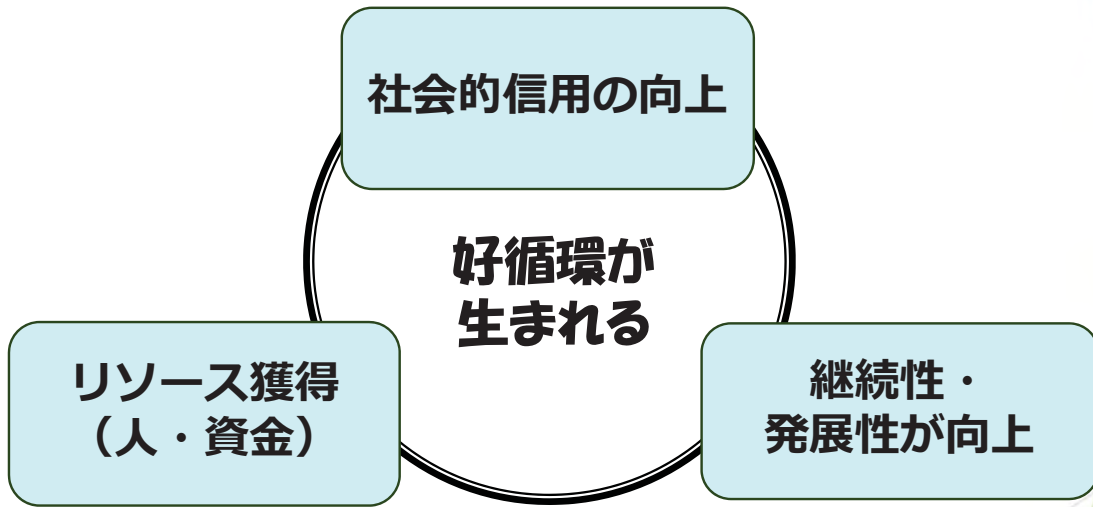 社会的信用の向上
好循環が
生まれる
リソース獲得
（人・資金）
継続性・
発展性が向上